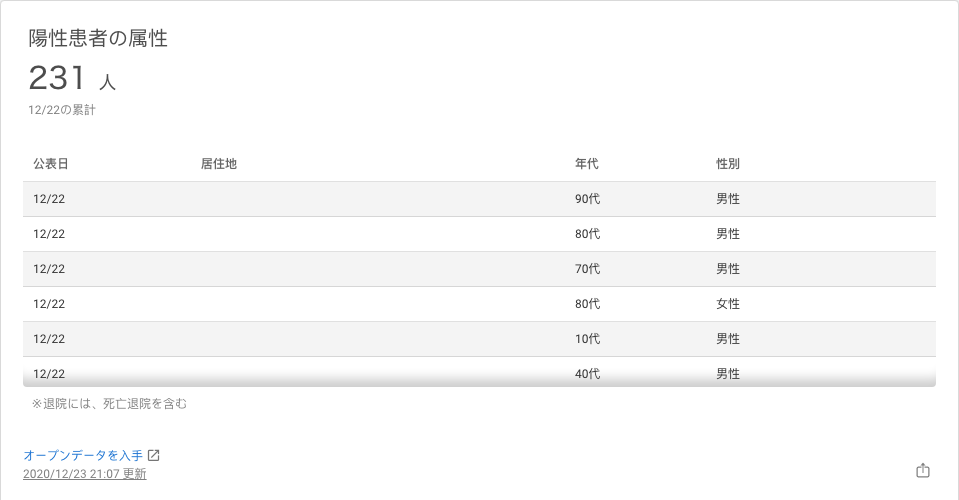 陽性患者の属性
231 人
12/22の累計
公表日 居住地 年代 性別
12/22 90代 男性
12/22 80代 男性
12/22 70代 男性
12/22 80代 女性
12/22 10代 男性
12/22 40代 男性
※退院には、死亡退院を含む
オープンデータを入手
2020/12/23 21:07 更新